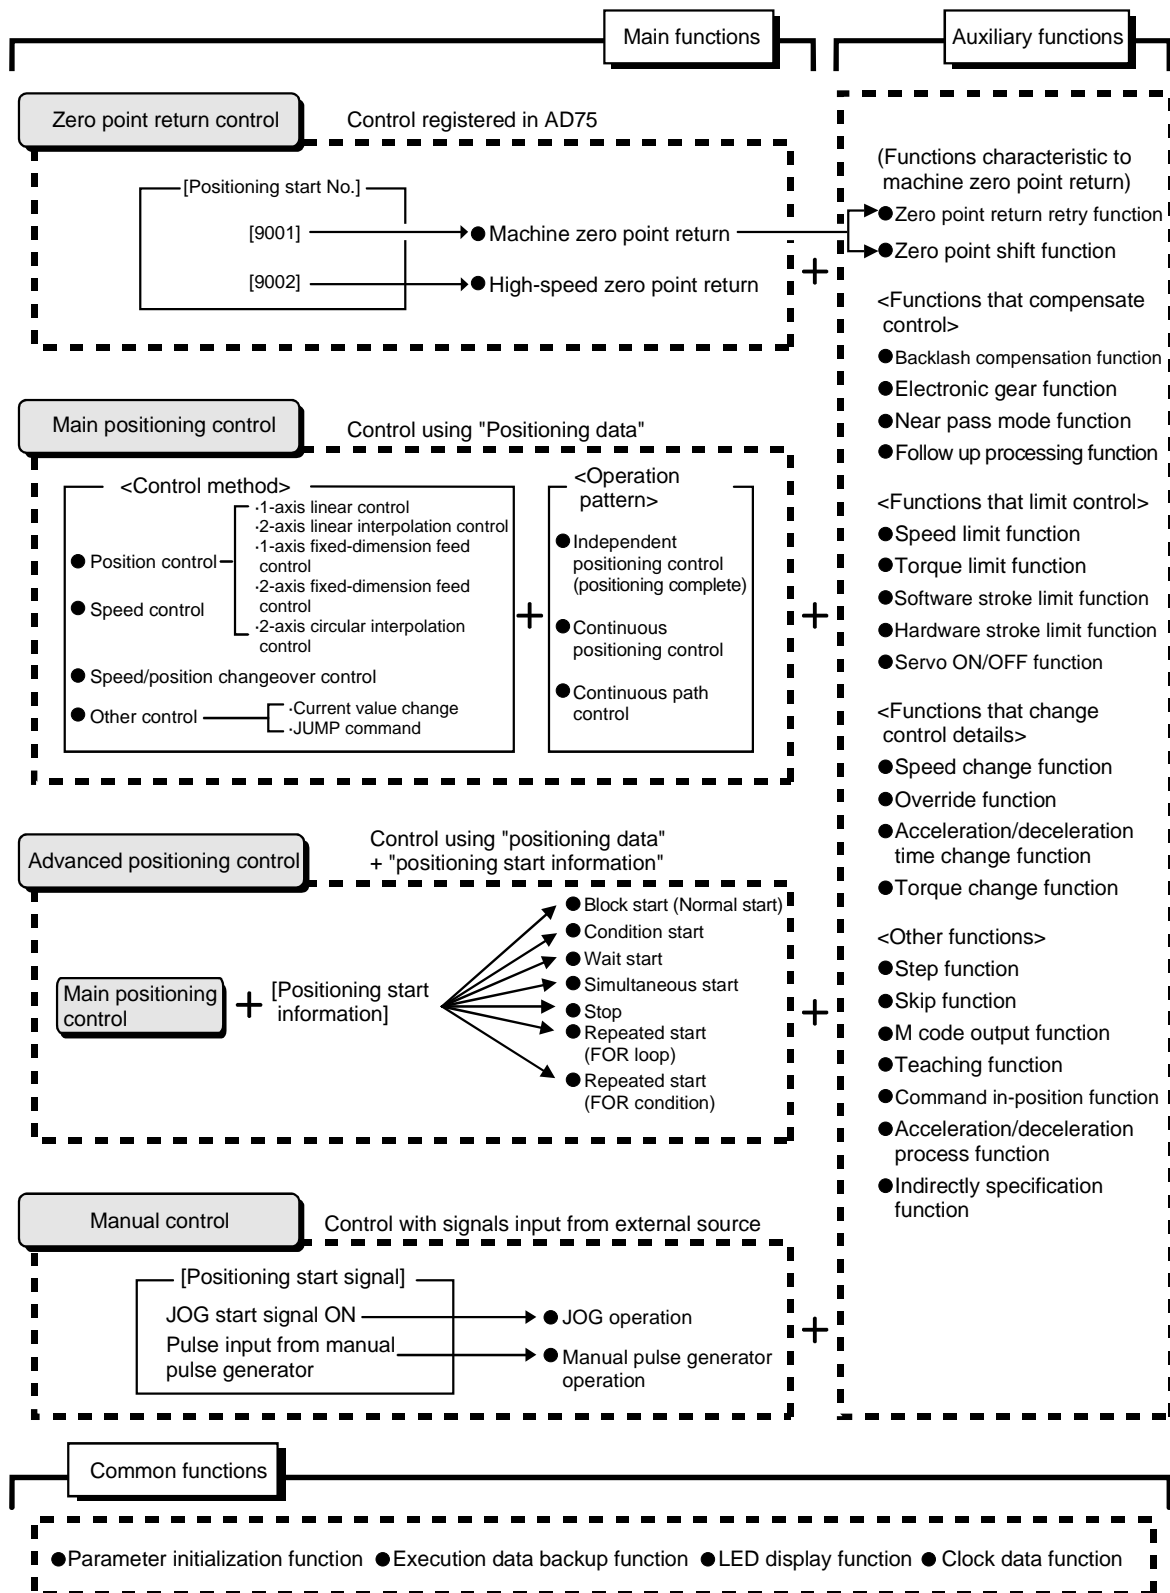 Main functions
Auxiliary functions
Zero point return control
Control registered in AD75
[Positioning start No.]
[9001]
● Machine zero point return
[9002]
● High-speed zero point return
Main positioning control
Control using "Positioning data"
<Control method>
● Position control
·1-axis linear control
·2-axis linear interpolation control
·1-axis fixed-dimension feed
control
·2-axis fixed-dimension feed
control
·2-axis circular interpolation
control
● Speed control
● Speed/position changeover control
● Other control
·Current value change
·JUMP command
+
<Operation
pattern>
● Independent
positioning control
(positioning complete)
● Continuous
positioning control
● Continuous path
control
Advanced positioning control
Control using "positioning data"
+ "positioning start information"
Main positioning
control
+
[Positioning start
information]
● Block start (Normal start)
● Condition start
● Wait start
● Simultaneous start
● Stop
● Repeated start
(FOR loop)
● Repeated start
(FOR condition)
Manual control
Control with signals input from external source
[Positioning start signal]
JOG start signal ON
● JOG operation
Pulse input from manual
pulse generator
● Manual pulse generator
operation
+
+
+
+
(Functions characteristic to
machine zero point return)
●Zero point return retry function
●Zero point shift function
<Functions that compensate
control>
●Backlash compensation function
●Electronic gear function
●Near pass mode function
●Follow up processing function
<Functions that limit control>
●Speed limit function
●Torque limit function
●Software stroke limit function
●Hardware stroke limit function
●Servo ON/OFF function
<Functions that change
control details>
●Speed change function
●Override function
●Acceleration/deceleration
time change function
●Torque change function
<Other functions>
●Step function
●Skip function
●M code output function
●Teaching function
●Command in-position function
●Acceleration/deceleration
process function
●Indirectly specification
function
Common functions
●Parameter initialization function ●Execution data backup function ●LED display function ● Clock data function